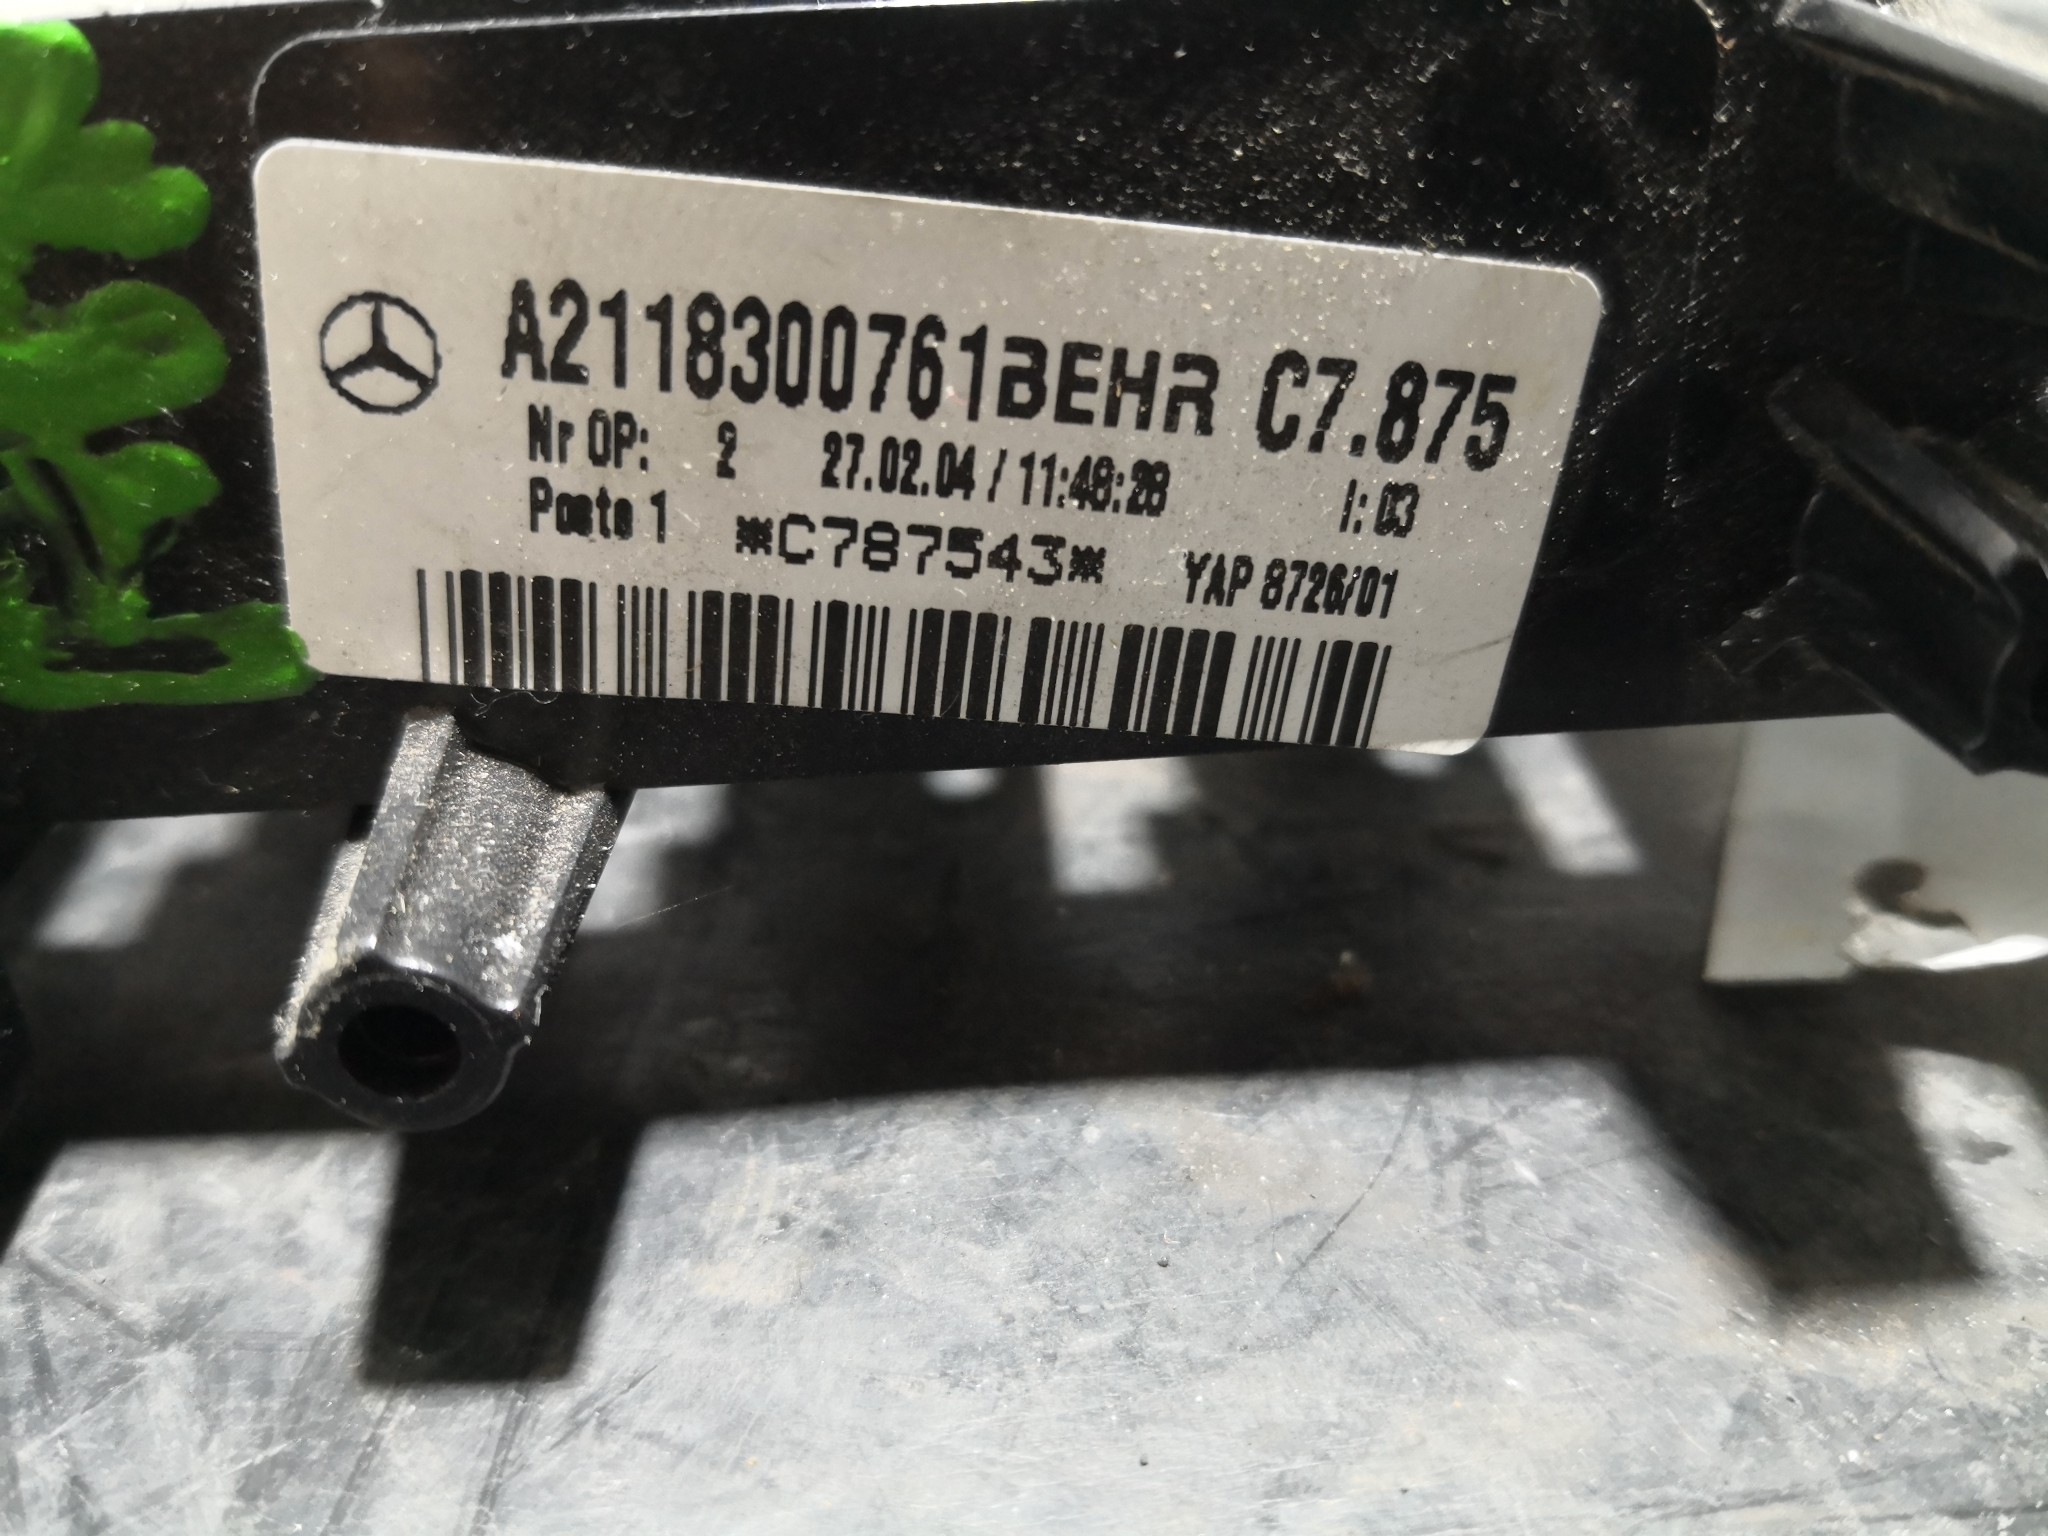 A2118300761BEHR C7.875
Nr OP: 2 27.02.04 / 11:48:28 I: 03
Poste 1 *C787543* YAP 8726/01